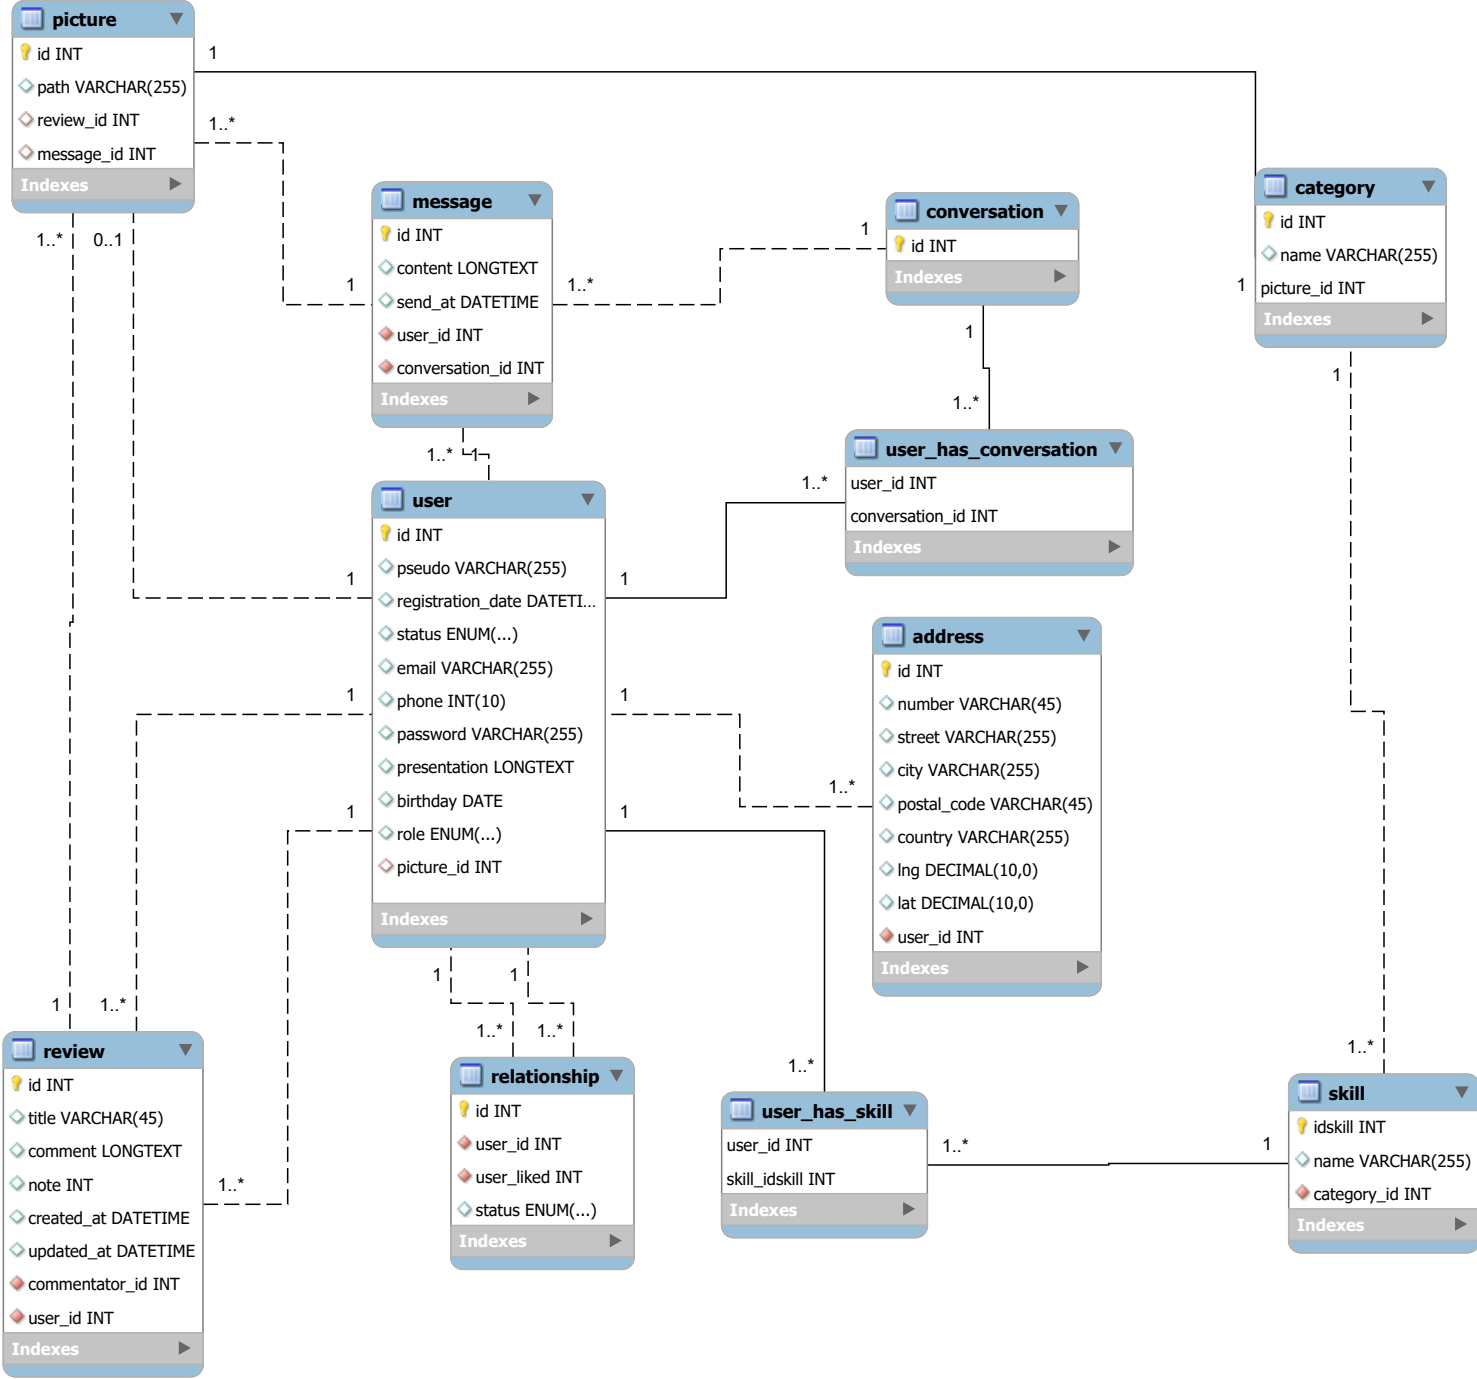 picture
id INT
path VARCHAR(255)
review_id INT
message_id INT
Indexes
1
1..*
1..*
0..1
message
id INT
content LONGTEXT
send_at DATETIME
user_id INT
conversation_id INT
Indexes
1
1..*
1
conversation
id INT
Indexes
1
1..*
category
id INT
name VARCHAR(255)
picture_id INT
Indexes
1
1
1..*
1
user_has_conversation
user_id INT
conversation_id INT
Indexes
1..*
user
id INT
pseudo VARCHAR(255)
registration_date DATETI...
status ENUM(...)
email VARCHAR(255)
phone INT(10)
password VARCHAR(255)
presentation LONGTEXT
birthday DATE
role ENUM(...)
picture_id INT
Indexes
1
1
1
1
1
1
1
1
address
id INT
number VARCHAR(45)
street VARCHAR(255)
city VARCHAR(255)
postal_code VARCHAR(45)
country VARCHAR(255)
lng DECIMAL(10,0)
lat DECIMAL(10,0)
user_id INT
Indexes
1..*
1
1..*
review
id INT
title VARCHAR(45)
comment LONGTEXT
note INT
created_at DATETIME
updated_at DATETIME
commentator_id INT
user_id INT
Indexes
1..*
1..*
1..*
relationship
id INT
user_id INT
user_liked INT
status ENUM(...)
Indexes
1..*
user_has_skill
user_id INT
skill_idskill INT
Indexes
1..*
1
1..*
skill
idskill INT
name VARCHAR(255)
category_id INT
Indexes